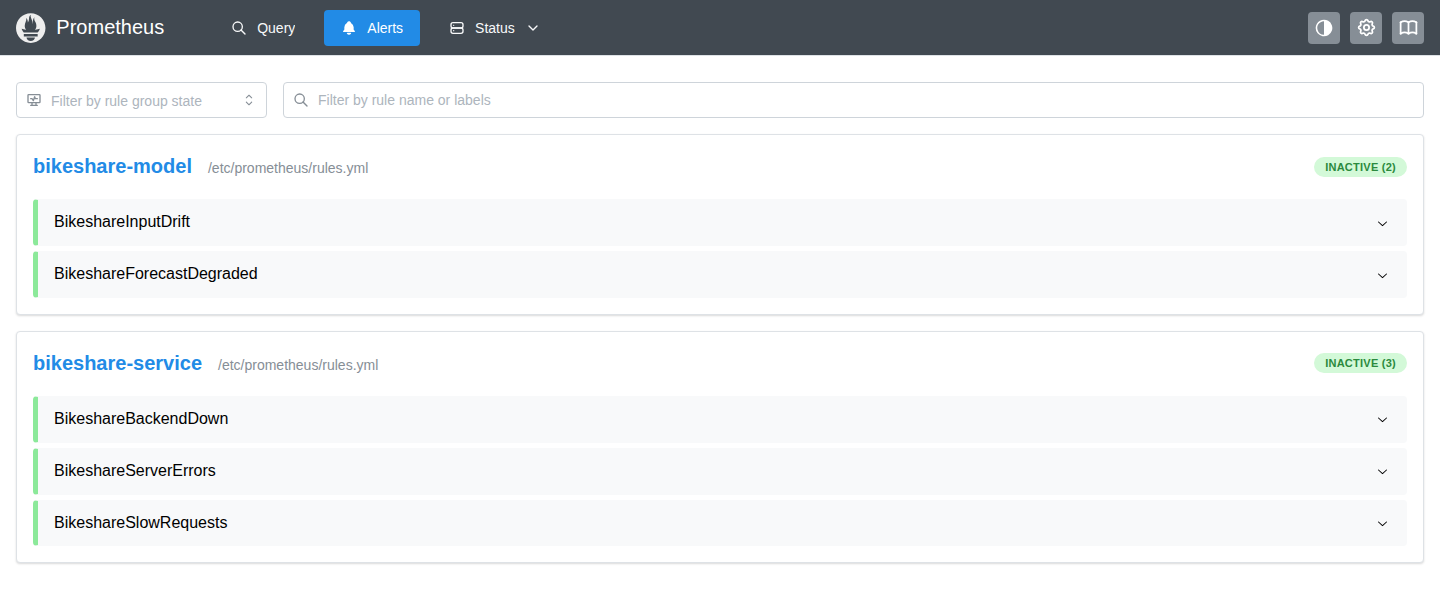 Prometheus Query Alerts Status
Filter by rule group state Filter by rule name or labels
bikeshare-model /etc/prometheus/rules.yml INACTIVE (2)
BikeshareInputDrift
BikeshareForecastDegraded
bikeshare-service /etc/prometheus/rules.yml INACTIVE (3)
BikeshareBackendDown
BikeshareServerErrors
BikeshareSlowRequests